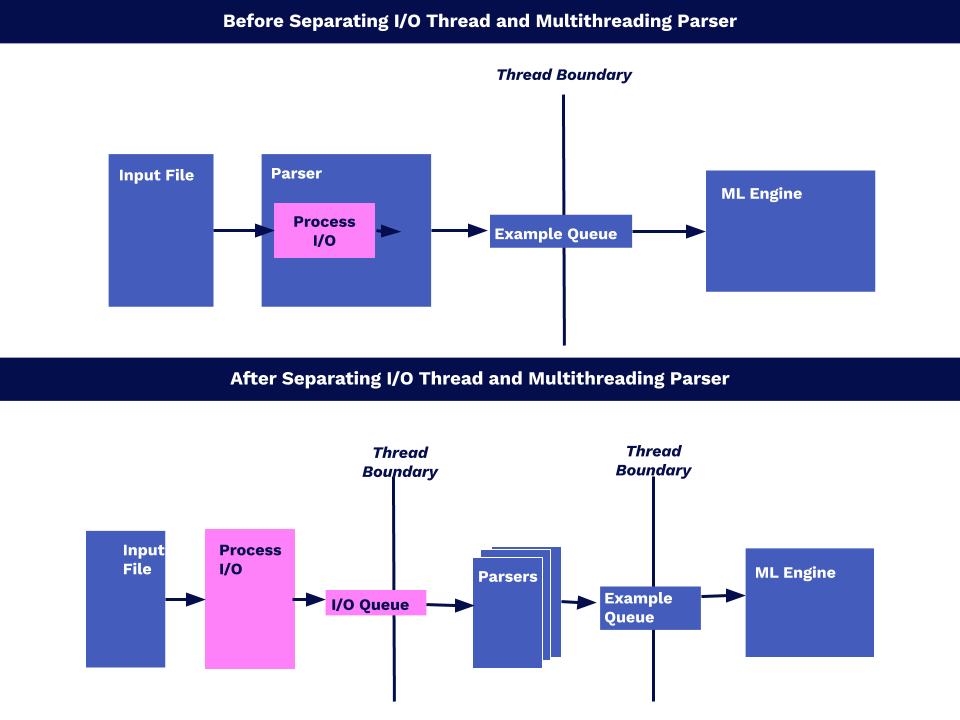 Before Separating I/O Thread and Multithreading Parser
Thread Boundary
Input File
Parser
Process
I/O
Example Queue
ML Engine
After Separating I/O Thread and Multithreading Parser
Thread
Boundary
Thread
Boundary
Input
File
Process
I/O
I/O Queue
Parsers
Example
Queue
ML Engine